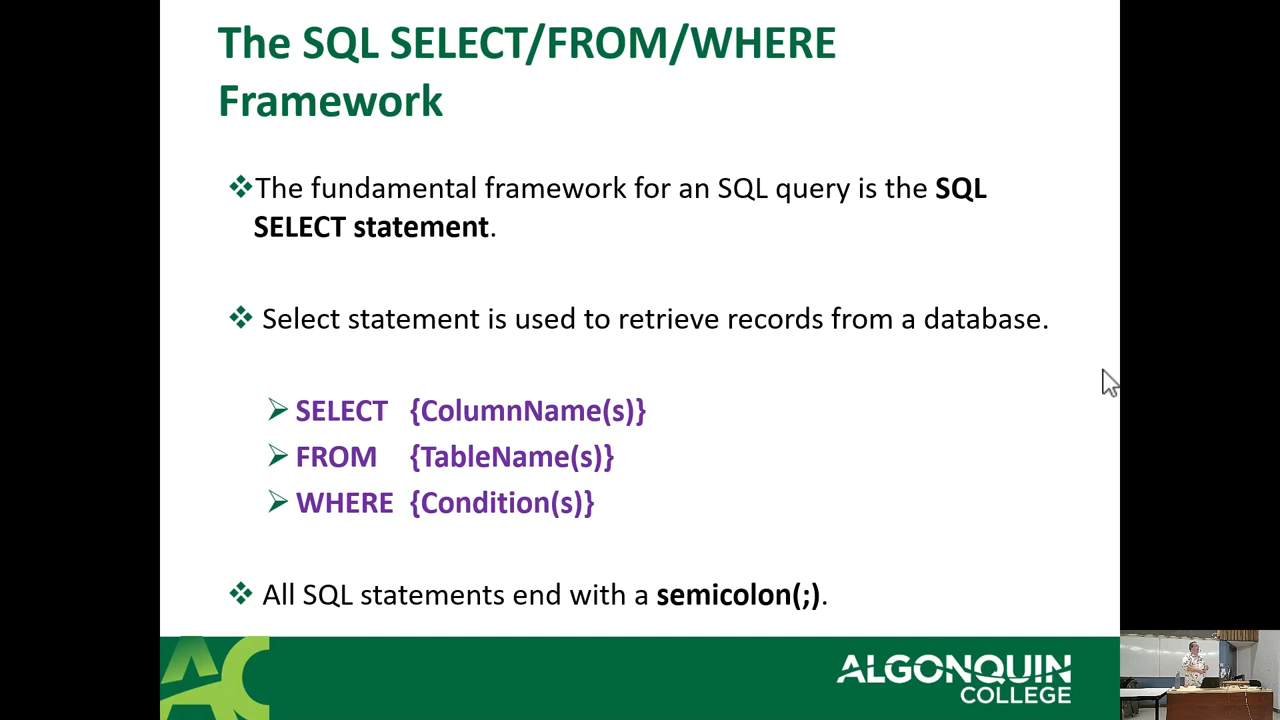 The SQL SELECT/FROM/WHERE
Framework
❖The fundamental framework for an SQL query is the SQL
SELECT statement.
❖ Select statement is used to retrieve records from a database.
➢ SELECT {ColumnName(s)}
➢ FROM {TableName(s)}
➢ WHERE {Condition(s)}
❖ All SQL statements end with a semicolon(;).
AC
ALGONQUIN
COLLEGE